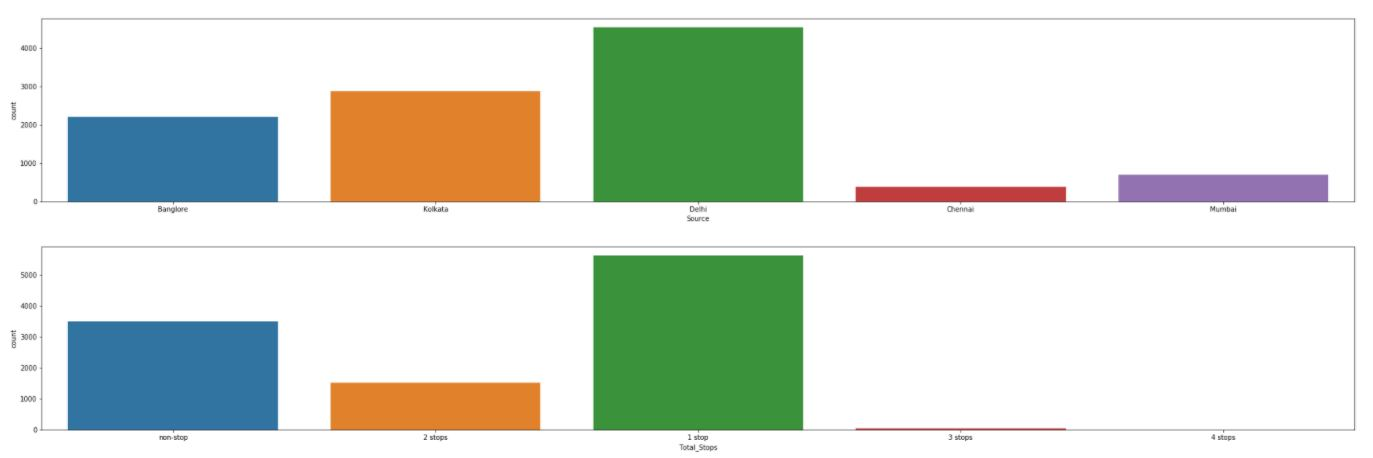 4000
3000
2000
1000
0
count
Banglore Kolkata Delhi Chennai Mumbai
Source
5000
4000
3000
2000
1000
0
count
non-stop 2 stops 1 stop 3 stops 4 stops
Total_Stops